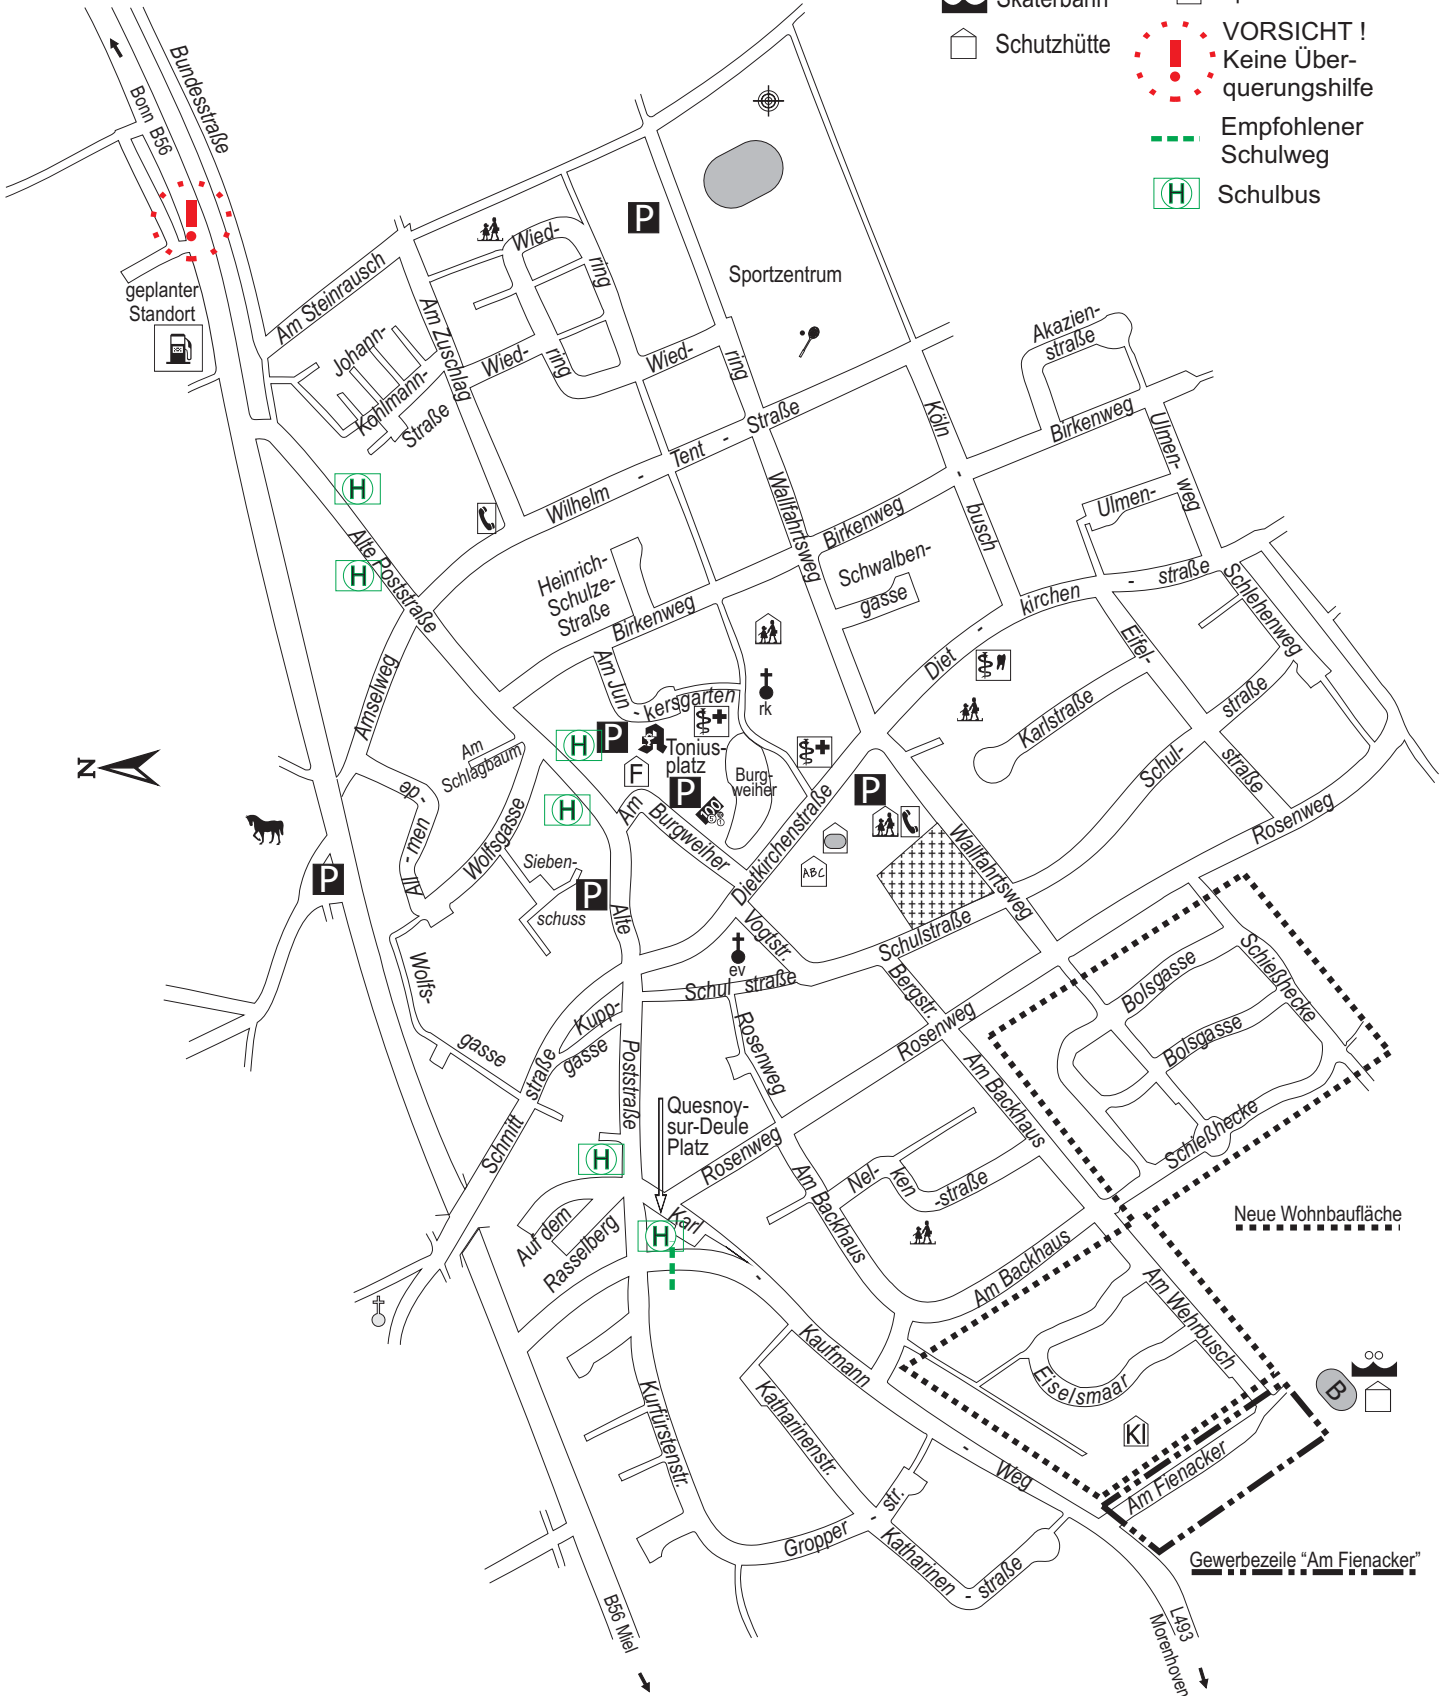 Skaterbahn
Schutzhütte
VORSICHT !
Keine Über-
querungshilfe
Empfohlener
Schulweg
H Schulbus
Bundesstraße
Bonn B56
geplanter
Standort
Am Steinrausch
Johann-
Kohlmann-
Straße
Am Zuschlag
Wied-
ring
Wied-
ring
Wied-
ring
P
Sportzentrum
Akazien-
straße
Wilhelm
-
Tent
-
Straße
Köln
-
busch
Birkenweg
Ulmen-
weg
Ulmen-
H
H
Alte Poststraße
Heinrich-
Schulze-
Straße
Birkenweg
Wallfahrtsweg
Birkenweg
Schwalben-
gasse
Diet
-
kirchen
-
straße
Schlehenweg
Eifel-
straße
Karlstraße
Schul-
straße
Rosenweg
Amselweg
Am Jun
- kersgarten
rk
N
Am
Schlagbaum
H
P
F
Tonius-
platz
P
100
Burg-
weiher
Am
Burgweiher
H
Dietkirchenstraße
P
ABC
Wallfahrtsweg
All
- men
- de
Wolfsgasse
Sieben-
schuss
P
P
Alte
Poststraße
Wolfs-
gasse
Vogtstr.
ev
Schul
straße
Schulstraße
Bergstr.
Rosenweg
Kupp-
gasse
Schmitt
straße
Rosenweg
Rosenweg
Quesnoy-
sur-Deule
Platz
H
H
Am Backhaus
Bolsgasse
Bolsgasse
Schießhecke
Schießhecke
Auf dem
Rasselberg
Karl
-
Kaufmann
-
Weg
Am Backhaus
Nel-
ken
-straße
Am Backhaus
Neue Wohnbaufläche
Am Wehrbusch
Eiselsmaar
KI
B
Am Fienacker
Gewerbezeile “Am Fienacker”
Kurfürstenstr.
Katharinenstr.
Gropper
-
str.
Katharinen
-
straße
B56 Miel
L493
Morenhoven